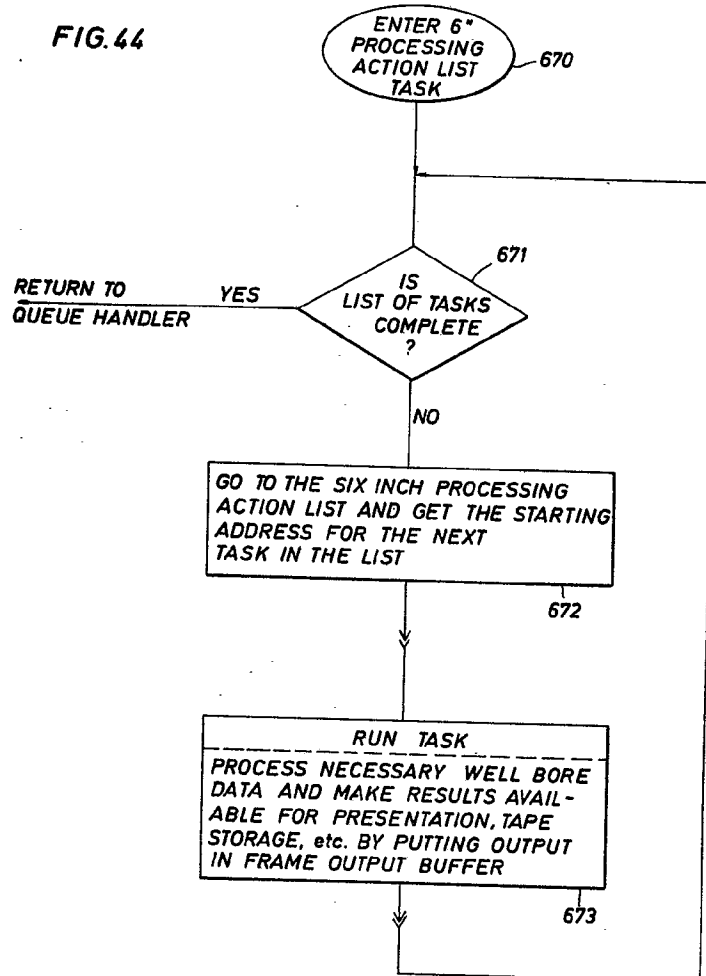 FIG.44
ENTER 6"
PROCESSING
ACTION LIST
TASK
670
671
IS
LIST OF TASKS
COMPLETE
?
YES
RETURN TO
QUEUE HANDLER
NO
GO TO THE SIX INCH PROCESSING
ACTION LIST AND GET THE STARTING
ADDRESS FOR THE NEXT
TASK IN THE LIST
672
RUN TASK
PROCESS NECESSARY WELL BORE
DATA AND MAKE RESULTS AVAIL-
ABLE FOR PRESENTATION, TAPE
STORAGE, etc. BY PUTTING OUTPUT
IN FRAME OUTPUT BUFFER
673